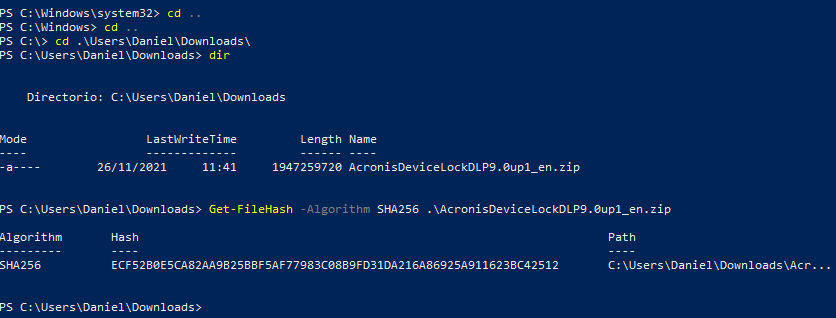 PS C:\Windows\system32> cd ..
PS C:\Windows> cd ..
PS C:\> cd .\Users\Daniel\Downloads\
PS C:\Users\Daniel\Downloads> dir
Directorio: C:\Users\Daniel\Downloads
Mode LastWriteTime Length Name
---- ------------- ------ ----
-a---- 26/11/2021 11:41 1947259720 AcronisDeviceLockDLP9.0up1_en.zip
PS C:\Users\Daniel\Downloads> Get-FileHash -Algorithm SHA256 .\AcronisDeviceLockDLP9.0up1_en.zip
Algorithm Hash Path
--------- ---- ----
SHA256 ECF52B0E5CA82AA9B25BBF5AF77983C08B9FD31DA216A86925A911623BC42512 C:\Users\Daniel\Downloads\Acr...
PS C:\Users\Daniel\Downloads>